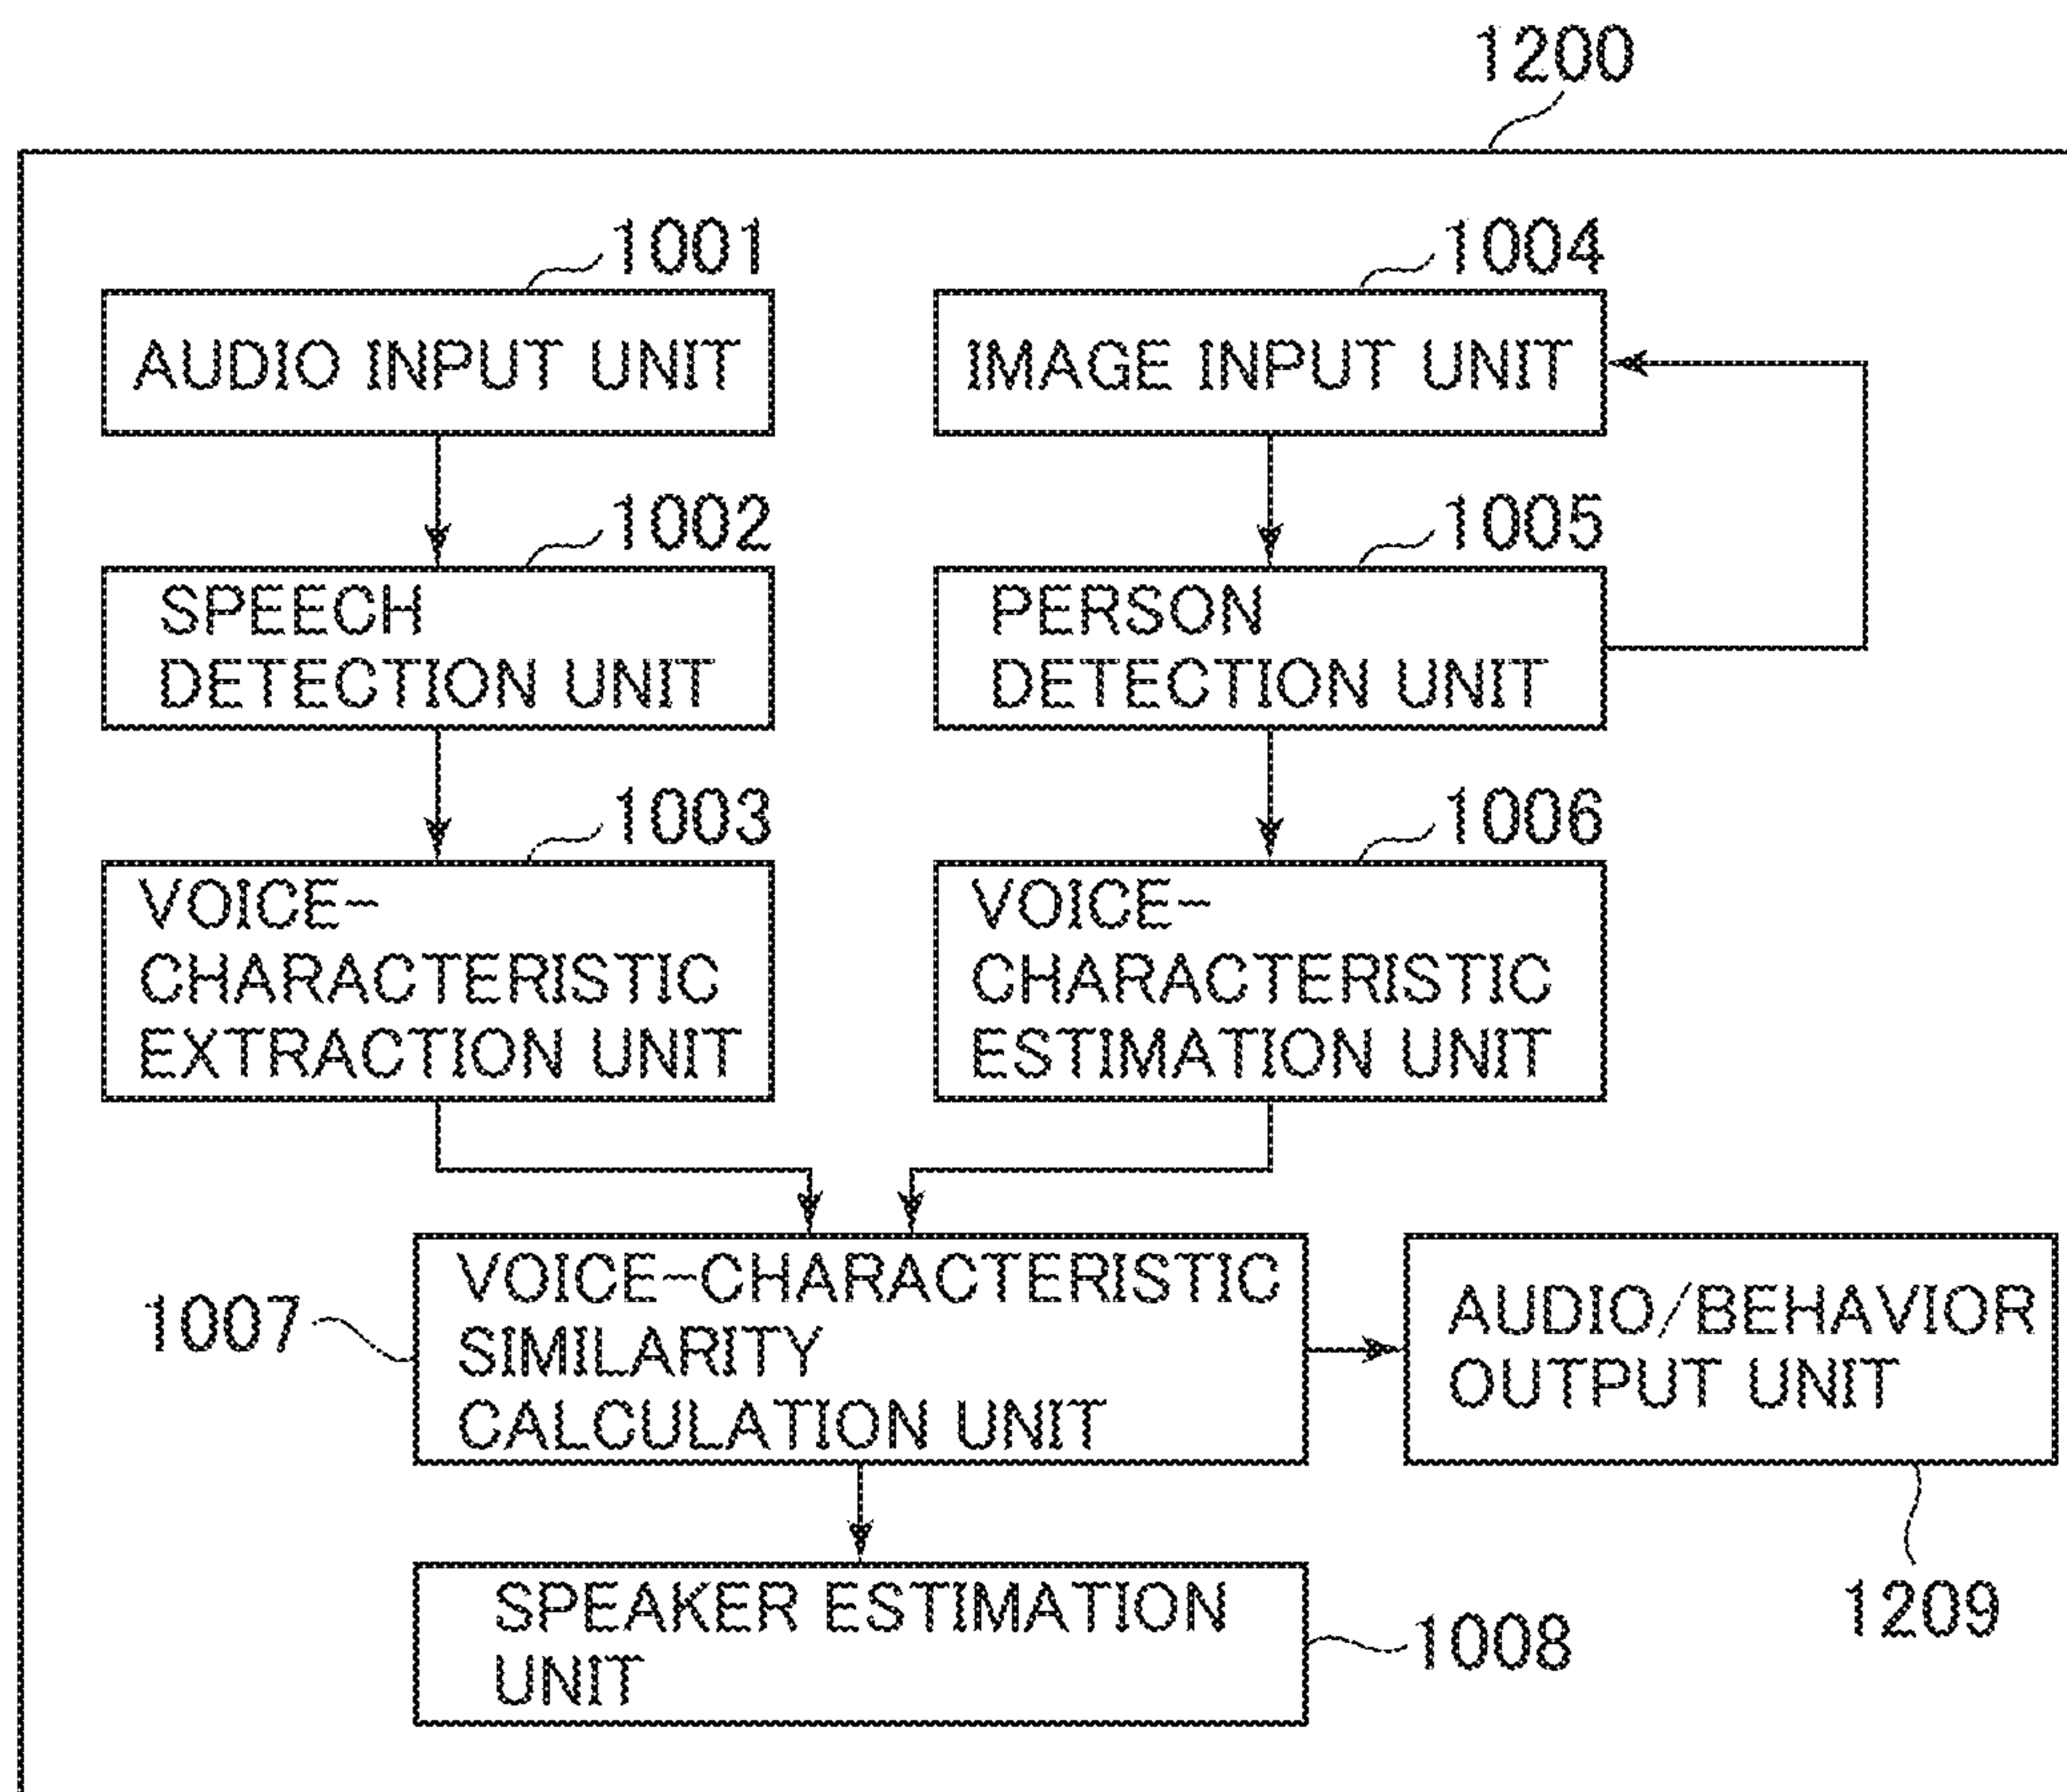 1200
1001
AUDIO INPUT UNIT
1004
IMAGE INPUT UNIT
1002
SPEECH
DETECTION UNIT
1005
PERSON
DETECTION UNIT
1003
VOICE-
CHARACTERISTIC
EXTRACTION UNIT
1006
VOICE-
CHARACTERISTIC
ESTIMATION UNIT
1007
VOICE-CHARACTERISTIC
SIMILARITY
CALCULATION UNIT
AUDIO/BEHAVIOR
OUTPUT UNIT
1209
SPEAKER ESTIMATION
UNIT
1008